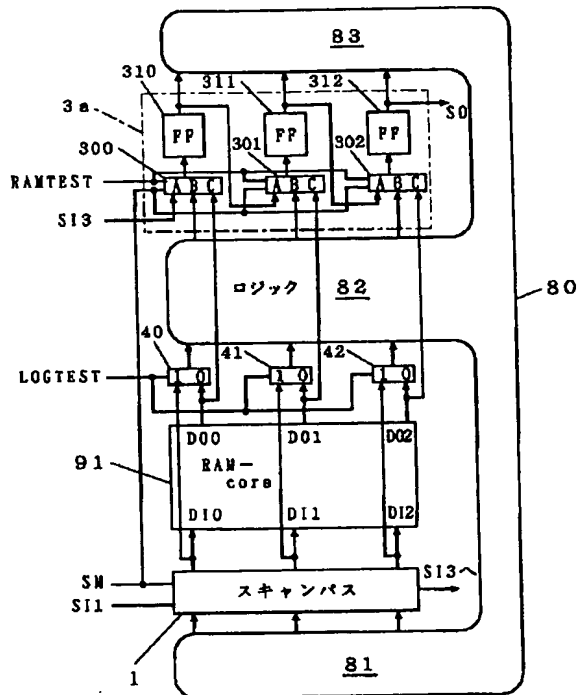 83
310
311
312
3a
SO
FF
FF
FF
300
301
302
RAMTEST
A B C
A B C
A B C
SI3
ロジック
82
80
40
41
42
LOGTEST
1 0
1 0
1 0
DO0
DO1
DO2
91
RAM-
core
DI0
DI1
DI2
SM
SI3へ
SI1
スキャンパス
1
81